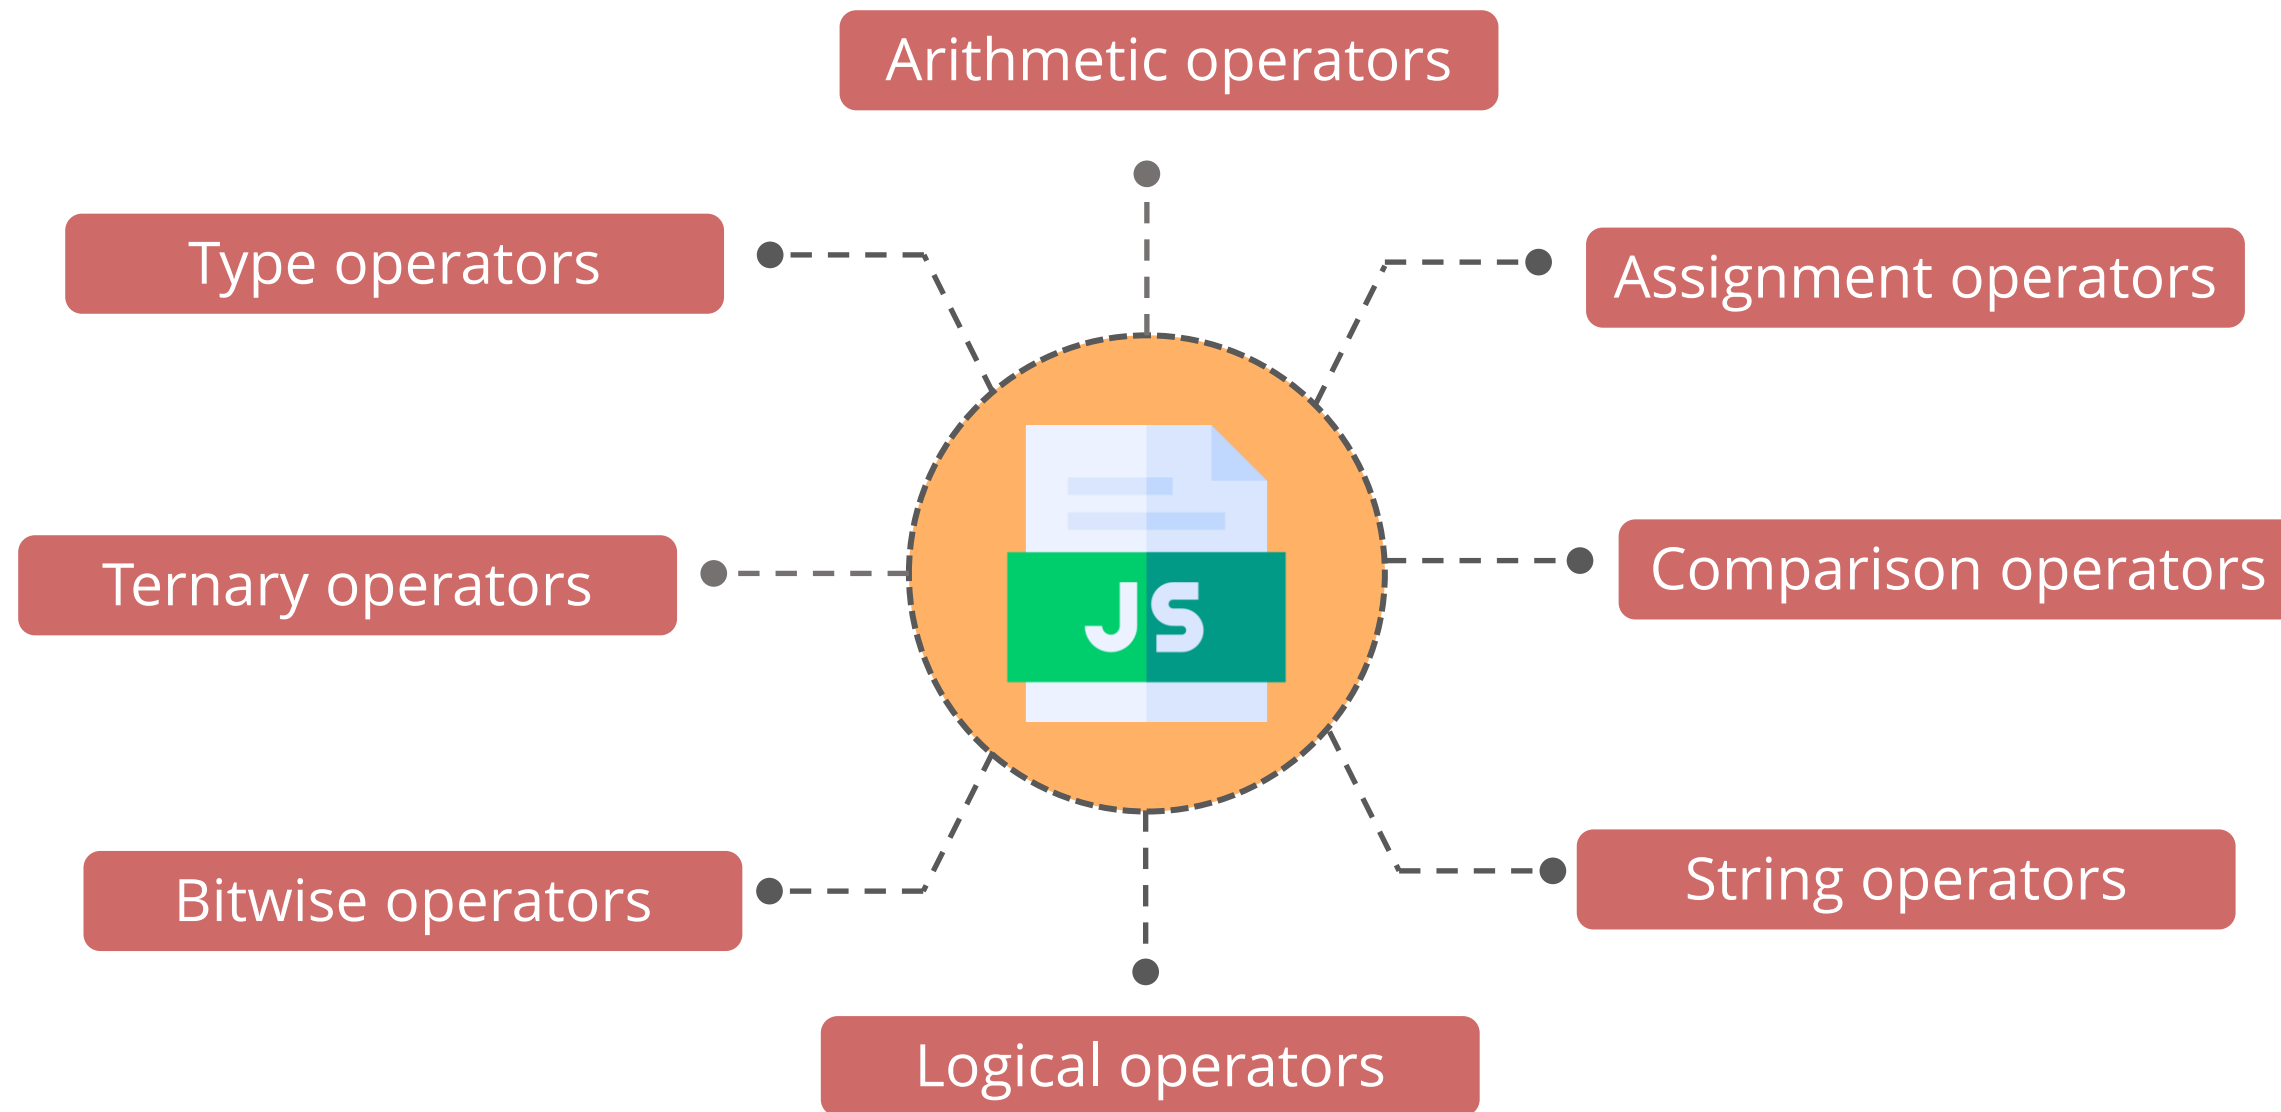 Arithmetic operators
Type operators
Assignment operators
Ternary operators
JS
Comparison operators
Bitwise operators
String operators
Logical operators